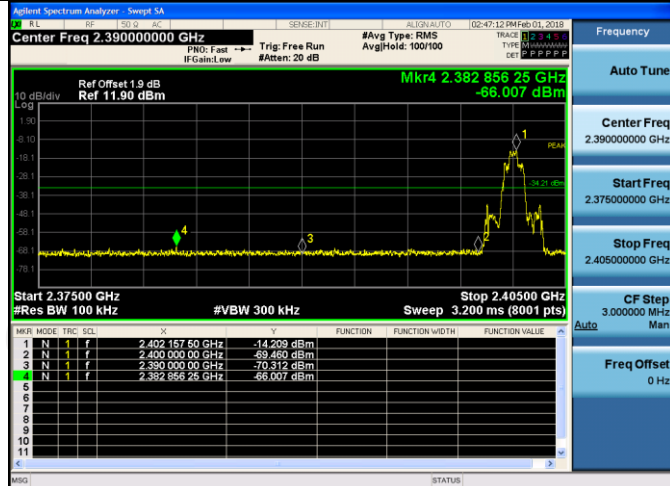 Agilent Spectrum Analyzer - Swept SA
RL RF 50 Ω AC SENSE:INT ALIGNAUTO 02:47:12 PM Feb 01, 2018
Center Freq 2.390000000 GHz
PNO: Fast Trig: Free Run
IFGain:Low #Atten: 20 dB
#Avg Type: RMS
Avg|Hold: 100/100
TRACE 1 2 3 4 5 6
TYPE M
DET P P P P P P
Frequency
Auto Tune
Center Freq
2.390000000 GHz
Start Freq
2.375000000 GHz
Stop Freq
2.405000000 GHz
CF Step
3.000000 MHz
Auto Man
Freq Offset
0 Hz
Mkr4 2.382 856 25 GHz
-66.007 dBm
Ref Offset 1.9 dB
10 dB/div Ref 11.90 dBm
Log
1.90
-8.10
-18.1
-28.1
-38.1
-48.1
-58.1
-68.1
-78.1
1
PEAK
-34.21 dBm
4
3
2
Start 2.37500 GHz Stop 2.40500 GHz
#Res BW 100 kHz #VBW 300 kHz Sweep 3.200 ms (8001 pts)
MKR MODE TRC SCL X Y FUNCTION FUNCTION WIDTH FUNCTION VALUE
1 N 1 f 2.402 157 50 GHz -14.209 dBm
2 N 1 f 2.400 000 00 GHz -69.460 dBm
3 N 1 f 2.390 000 00 GHz -70.312 dBm
4 N 1 f 2.382 856 25 GHz -66.007 dBm
5
6
7
8
9
10
11
MSG STATUS